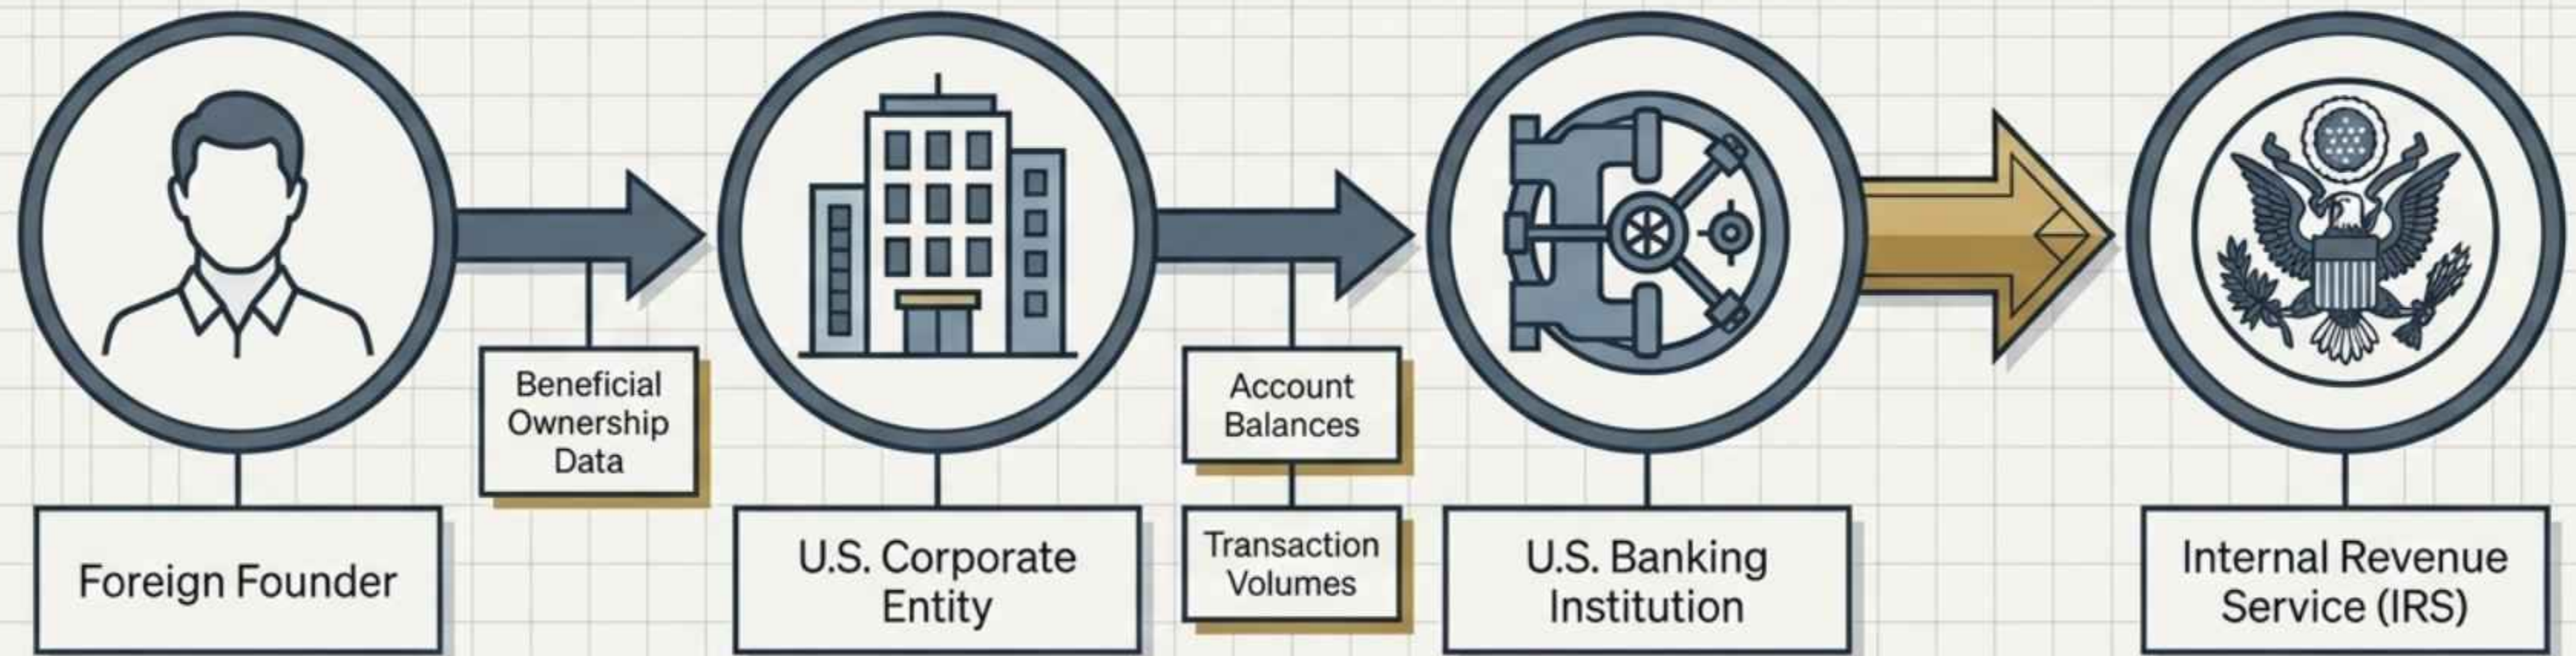 Foreign Founder
Beneficial
Ownership
Data
U.S. Corporate
Entity
Account
Balances
Transaction
Volumes
U.S. Banking
Institution
Internal Revenue
Service (IRS)